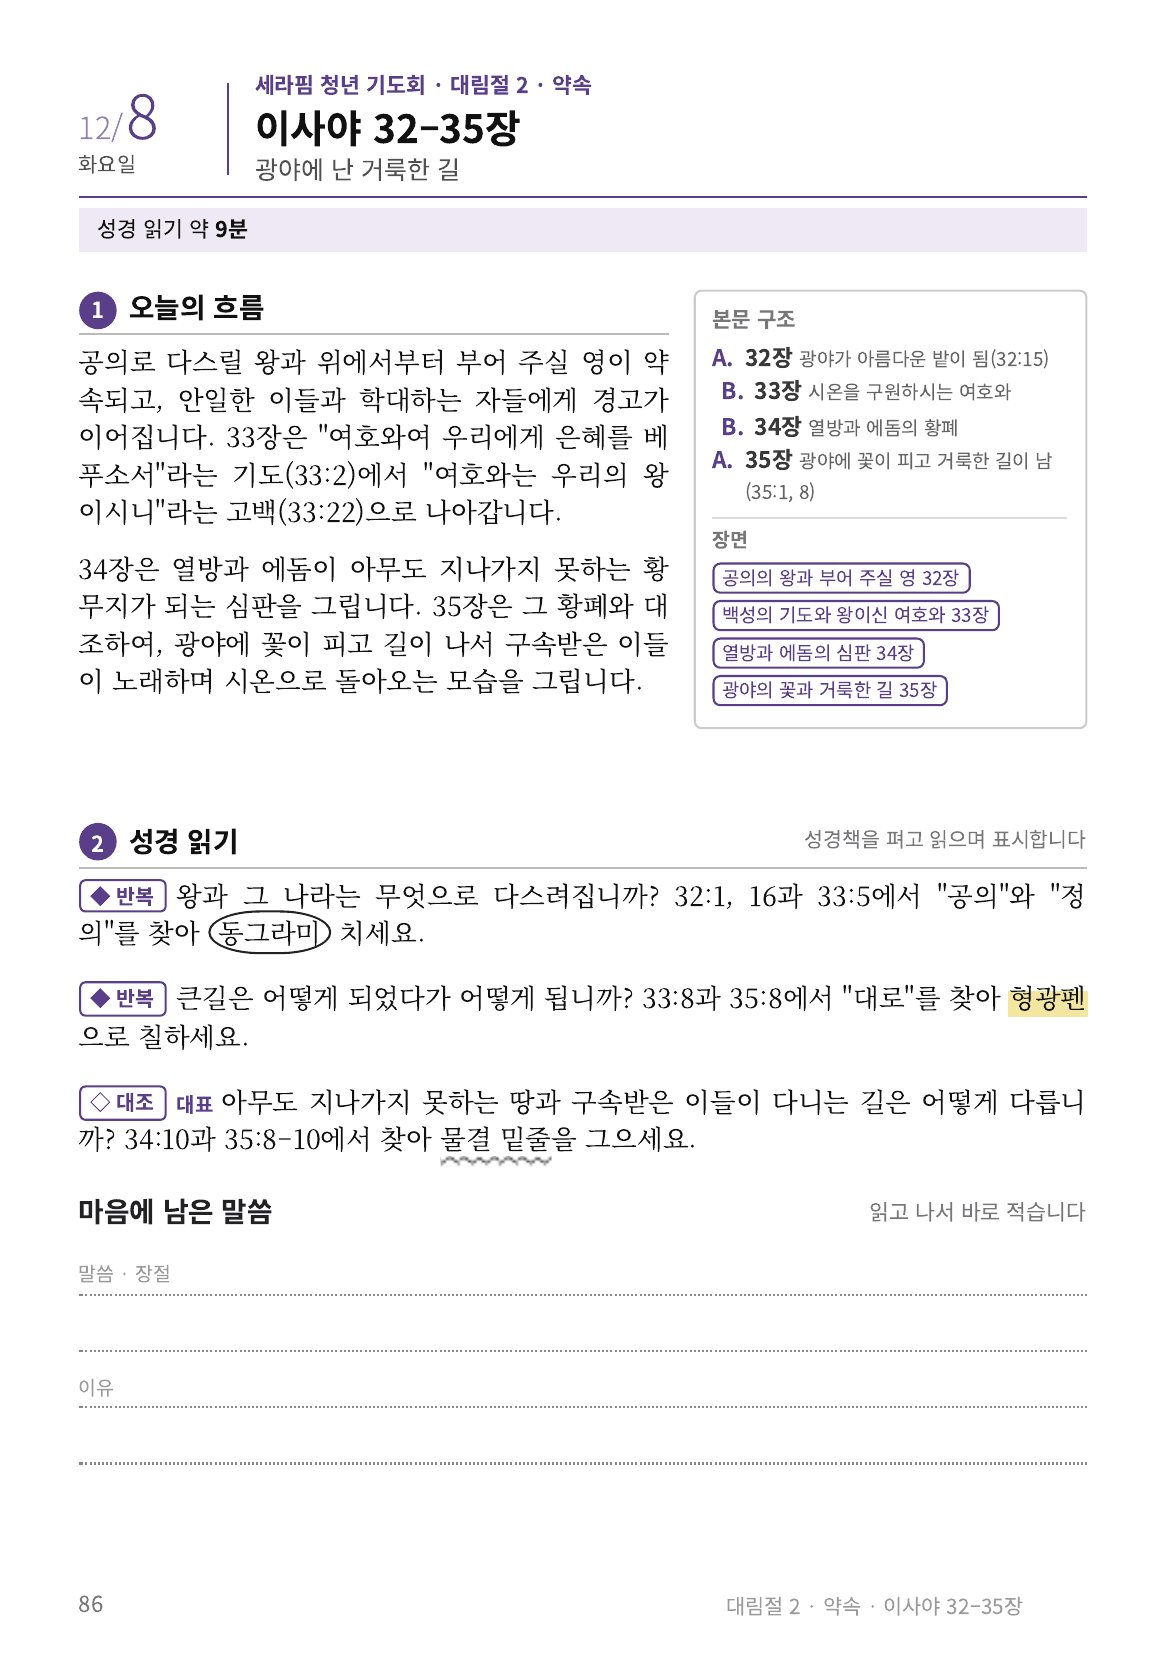 12/8
화요일
세라핌 청년 기도회 · 대림절 2 · 약속
이사야 32–35장
광야에 난 거룩한 길
성경 읽기 약 9분
1 오늘의 흐름
공의로 다스릴 왕과 위에서부터 부어 주실 영이 약
속되고, 안일한 이들과 학대하는 자들에게 경고가
이어집니다. 33장은 "여호와여 우리에게 은혜를 베
푸소서"라는 기도(33:2)에서 "여호와는 우리의 왕
이시니"라는 고백(33:22)으로 나아갑니다.
34장은 열방과 에돔이 아무도 지나가지 못하는 황
무지가 되는 심판을 그립니다. 35장은 그 황폐와 대
조하여, 광야에 꽃이 피고 길이 나서 구속받은 이들
이 노래하며 시온으로 돌아오는 모습을 그립니다.
본문 구조
A. 32장 광야가 아름다운 밭이 됨(32:15)
B. 33장 시온을 구원하시는 여호와
B. 34장 열방과 에돔의 황폐
A. 35장 광야에 꽃이 피고 거룩한 길이 남
(35:1, 8)
장면
공의의 왕과 부어 주실 영 32장
백성의 기도와 왕이신 여호와 33장
열방과 에돔의 심판 34장
광야의 꽃과 거룩한 길 35장
2 성경 읽기
성경책을 펴고 읽으며 표시합니다
◆ 반복 왕과 그 나라는 무엇으로 다스려집니까? 32:1, 16과 33:5에서 "공의"와 "정
의"를 찾아 동그라미 치세요.
◆ 반복 큰길은 어떻게 되었다가 어떻게 됩니까? 33:8과 35:8에서 "대로"를 찾아 형광펜
으로 칠하세요.
◇ 대조 대표 아무도 지나가지 못하는 땅과 구속받은 이들이 다니는 길은 어떻게 다릅니
까? 34:10과 35:8–10에서 찾아 물결 밑줄을 그으세요.
마음에 남은 말씀
읽고 나서 바로 적습니다
말씀 · 장절
이유
86
대림절 2 · 약속 · 이사야 32–35장